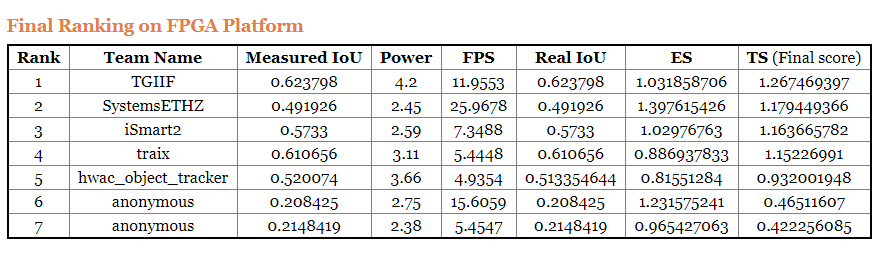 Final Ranking on FPGA Platform
Rank Team Name Measured IoU Power FPS Real IoU ES TS (Final score)
1 TGIIF 0.623798 4.2 11.9553 0.623798 1.031858706 1.267469397
2 SystemsETHZ 0.491926 2.45 25.9678 0.491926 1.397615426 1.179449366
3 iSmart2 0.5733 2.59 7.3488 0.5733 1.02976763 1.163665782
4 traix 0.610656 3.11 5.4448 0.610656 0.886937833 1.15226991
5 hwac_object_tracker 0.520074 3.66 4.9354 0.513354644 0.81551284 0.932001948
6 anonymous 0.208425 2.75 15.6059 0.208425 1.231575241 0.46511607
7 anonymous 0.2148419 2.38 5.4547 0.2148419 0.965427063 0.422256085